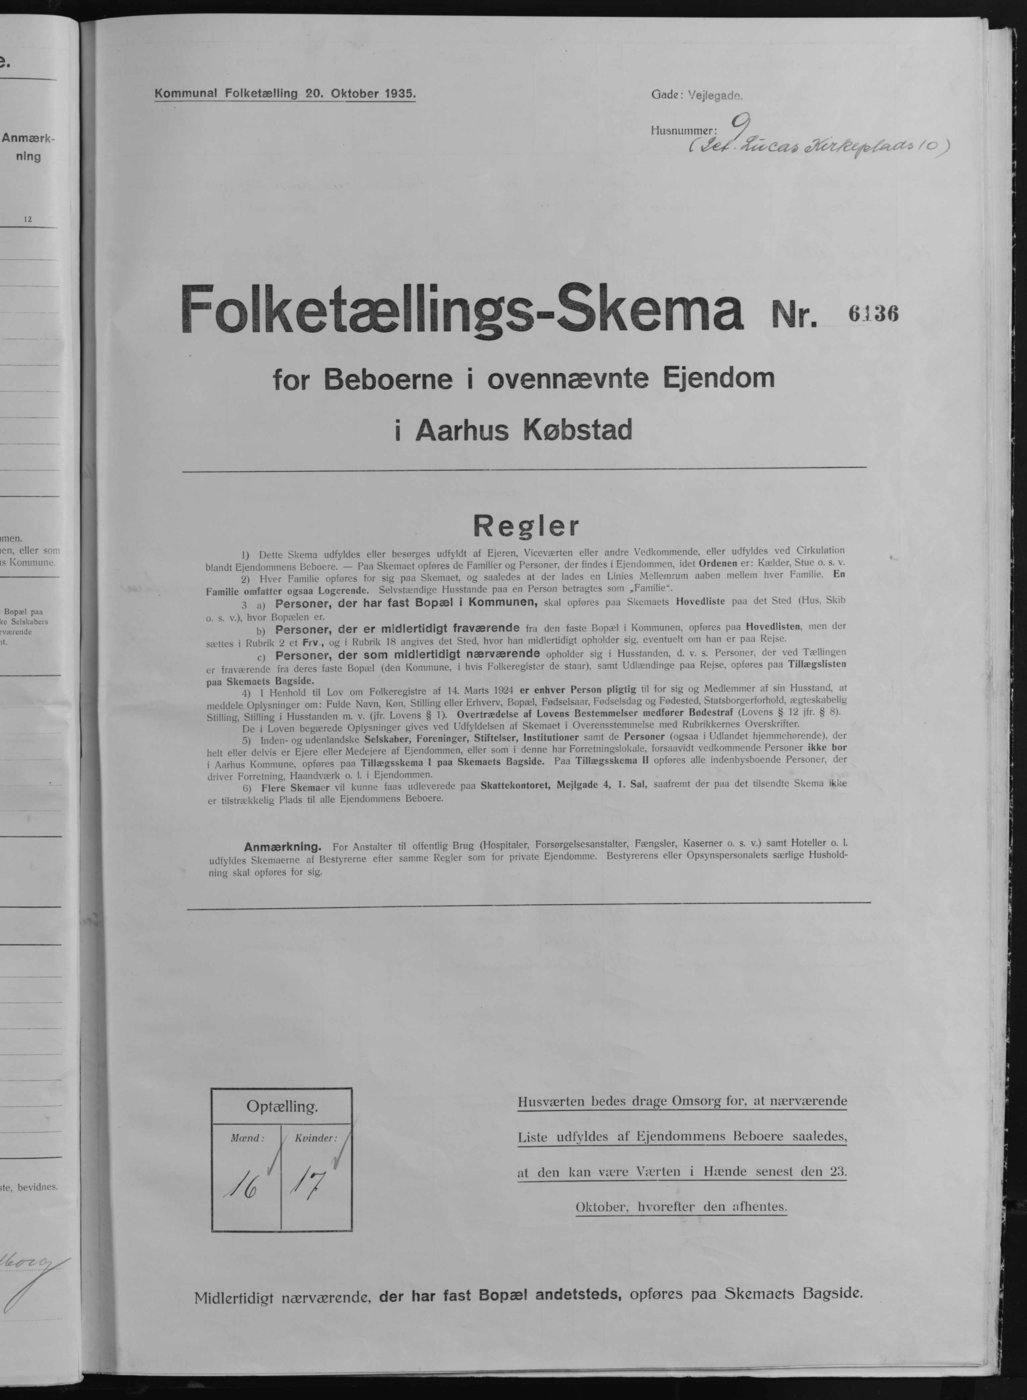 e.
Anmærk-
ning
12
men.
en, eller som
is Kommune.
Bopæl paa
ke Selskabers
rværende
nt.
ste, bevidnes.
Kommunal Folketælling 20. Oktober 1935.
Gade: Vejlegade.
Husnummer: 9
(Sct. Lucas Kirkeplads 10)
Folketællings-Skema Nr. 6136
for Beboerne i ovennævnte Ejendom
i Aarhus Købstad
Regler
1) Dette Skema udfyldes eller besørges udfyldt af Ejeren, Viceværten eller andre Vedkommende, eller udfyldes ved Cirkulation
blandt Ejendommens Beboere. — Paa Skemaet opføres de Familier og Personer, der findes i Ejendommen, idet Ordenen er: Kælder, Stue o. s. v.
2) Hver Familie opføres for sig paa Skemaet, og saaledes at der lades en Linies Mellemrum aaben mellem hver Familie. En
Familie omfatter ogsaa Logerende. Selvstændige Husstande paa en Person betragtes som „Familie".
3 a) Personer, der har fast Bopæl i Kommunen, skal opføres paa Skemaets Hovedliste paa det Sted (Hus, Skib
o. s. v.), hvor Bopælen er.
b) Personer, der er midlertidigt fraværende fra den faste Bopæl i Kommunen, opføres paa Hovedlisten, men der
sættes i Rubrik 2 et Frv., og i Rubrik 18 angives det Sted, hvor han midlertidigt opholder sig, eventuelt om han er paa Rejse.
c) Personer, der som midlertidigt nærværende opholder sig i Husstanden, d. v. s. Personer, der ved Tællingen
er fraværende fra deres faste Bopæl (den Kommune, i hvis Folkeregister de staar), samt Udlændinge paa Rejse, opføres paa Tillægslisten
paa Skemaets Bagside.
4) I Henhold til Lov om Folkeregistre af 14. Marts 1924 er enhver Person pligtig til for sig og Medlemmer af sin Husstand, at
meddele Oplysninger om: Fulde Navn, Køn, Stilling eller Erhverv, Bopæl, Fødselsaar, Fødselsdag og Fødested, Statsborgerforhold, ægteskabelig
Stilling, Stilling i Husstanden m. v. (jfr. Lovens § 1). Overtrædelse af Lovens Bestemmelser medfører Bødestraf (Lovens § 12 jfr. § 8).
De i Loven begærede Oplysninger gives ved Udfyldelsen af Skemaet i Overensstemmelse med Rubrikkernes Overskrifter.
5) Inden- og udenlandske Selskaber, Foreninger, Stiftelser, Institutioner samt de Personer (ogsaa i Udlandet hjemmehørende), der
helt eller delvis er Ejere eller Medejere af Ejendommen, eller som i denne har Forretningslokale, forsaavidt vedkommende Personer ikke bor
i Aarhus Kommune, opføres paa Tillægsskema I paa Skemaets Bagside. Paa Tillægsskema II opføres alle indenbysboende Personer, der
driver Forretning, Haandværk o. l. i Ejendommen.
6) Flere Skemaer vil kunne faas udleverede paa Skattekontoret, Mejlgade 4, 1. Sal, saafremt der paa det tilsendte Skema ikke
er tilstrækkelig Plads til alle Ejendommens Beboere.
Anmærkning. For Anstalter til offentlig Brug (Hospitaler, Forsørgelsesanstalter, Fængsler, Kaserner o. s. v.) samt Hoteller o. l.
udfyldes Skemaerne af Bestyrerne efter samme Regler som for private Ejendomme. Bestyrerens eller Opsynspersonalets særlige Hushold-
ning skal opføres for sig.
Optælling.
Mænd: Kvinder:
16 17
Husværten bedes drage Omsorg for, at nærværende
Liste udfyldes af Ejendommens Beboere saaledes,
at den kan være Værten i Hænde senest den 23.
Oktober, hvorefter den afhentes.
Midlertidigt nærværende, der har fast Bopæl andetsteds, opføres paa Skemaets Bagside.